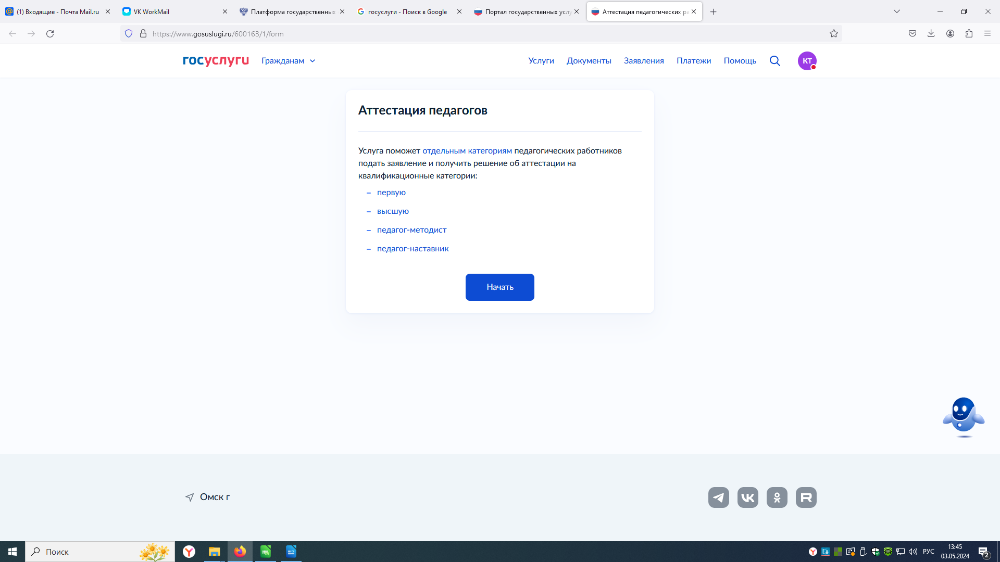 (1) Входящие - Почта Mail.ru
VK WorkMail
Платформа государственных
госуслуги - Поиск в Google
Портал государственных услу
Аттестация педагогических ра
https://www.gosuslugi.ru/600163/1/form
госуслуги
Гражданам
Услуги
Документы
Заявления
Платежи
Помощь
КТ
Аттестация педагогов
Услуга поможет отдельным категориям педагогических работников
подать заявление и получить решение об аттестации на
квалификационные категории:
– первую
– высшую
– педагог-методист
– педагог-наставник
Начать
Омск г
Поиск
РУС
13:45
03.05.2024
2